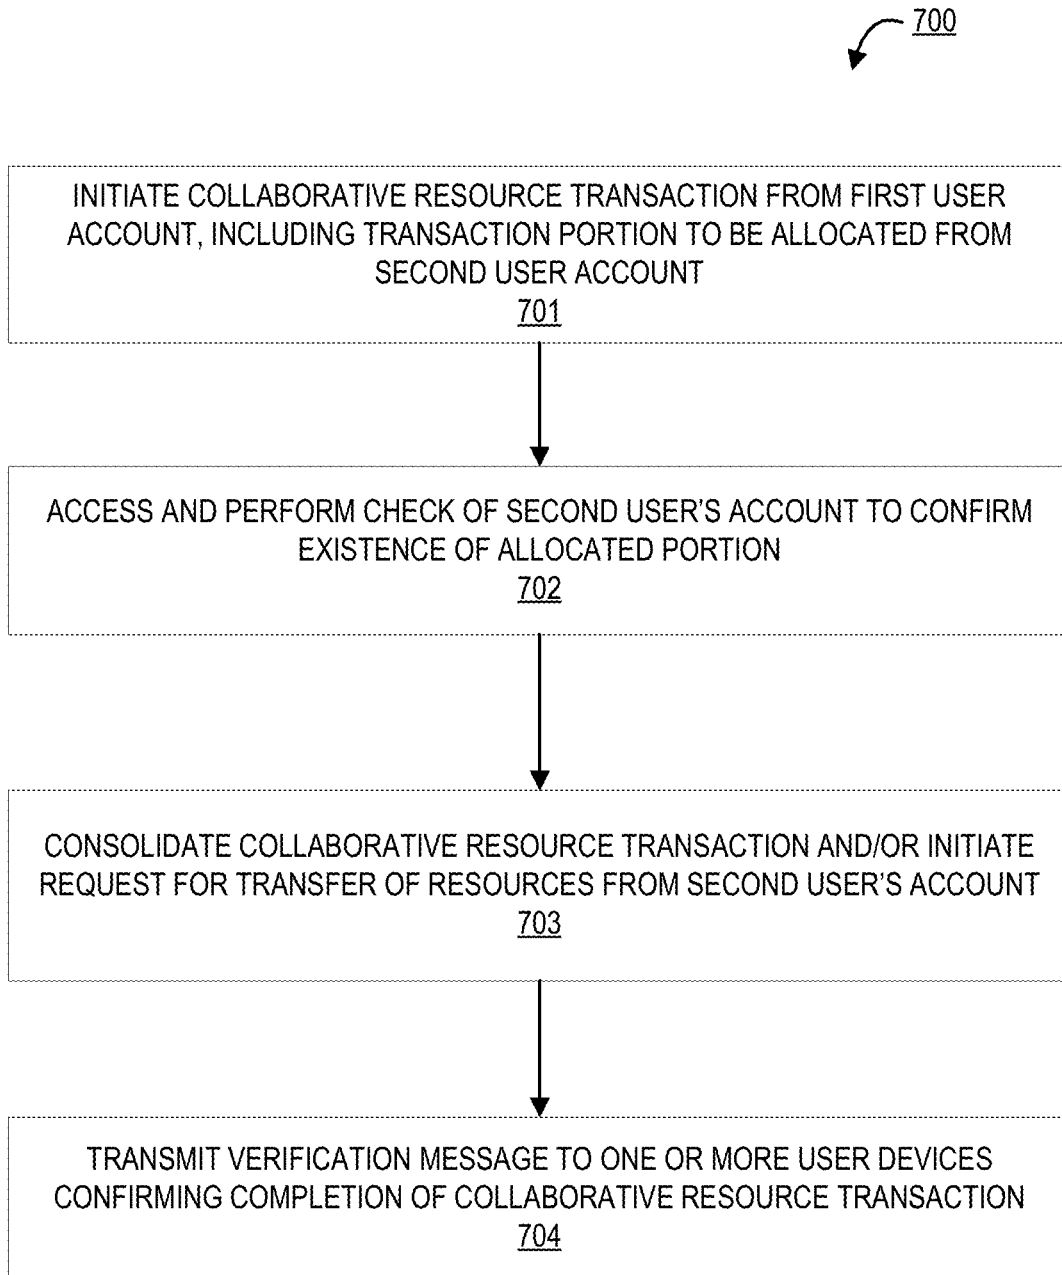 700
INITIATE COLLABORATIVE RESOURCE TRANSACTION FROM FIRST USER
ACCOUNT, INCLUDING TRANSACTION PORTION TO BE ALLOCATED FROM
SECOND USER ACCOUNT
701
ACCESS AND PERFORM CHECK OF SECOND USER'S ACCOUNT TO CONFIRM
EXISTENCE OF ALLOCATED PORTION
702
CONSOLIDATE COLLABORATIVE RESOURCE TRANSACTION AND/OR INITIATE
REQUEST FOR TRANSFER OF RESOURCES FROM SECOND USER'S ACCOUNT
703
TRANSMIT VERIFICATION MESSAGE TO ONE OR MORE USER DEVICES
CONFIRMING COMPLETION OF COLLABORATIVE RESOURCE TRANSACTION
704